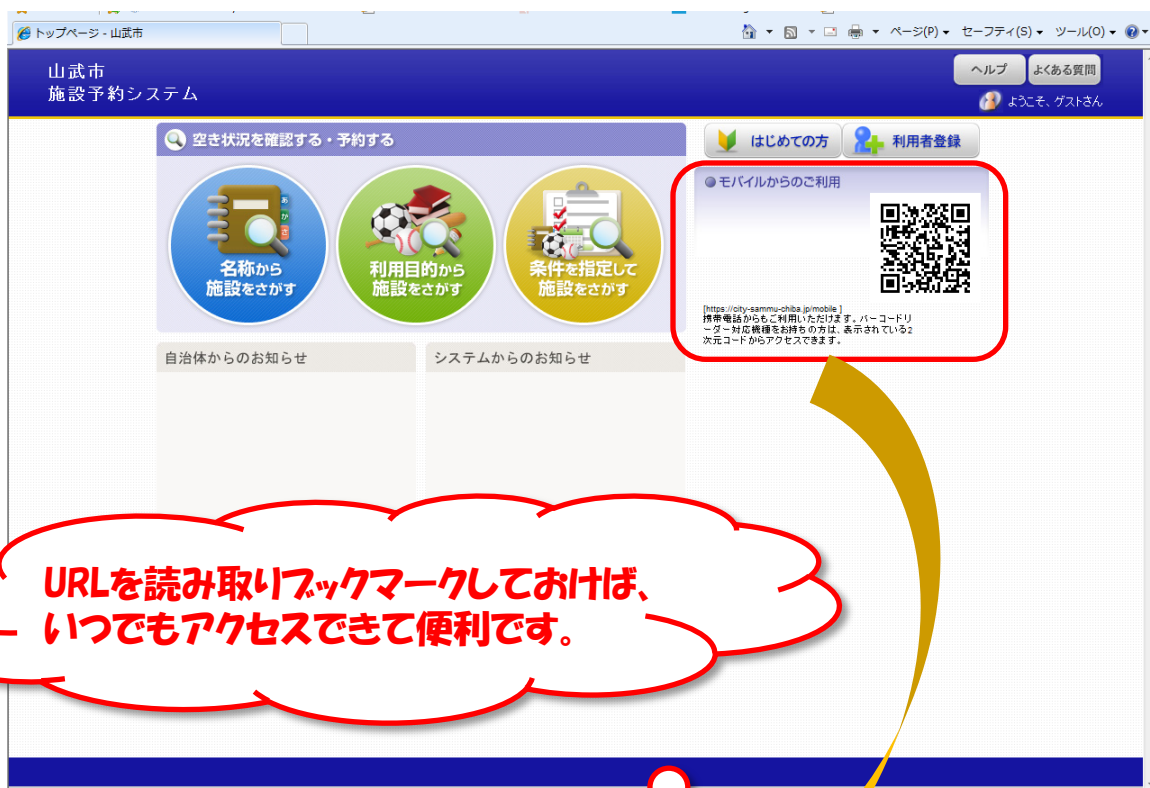 トップページ - 山武市
ページ(P) セーフティ(S) ツール(O)
山武市
施設予約システム
ヘルプ よくある質問
ようこそ、ゲストさん
空き状況を確認する・予約する
はじめての方 利用者登録
名称から
施設をさがす
利用目的から
施設をさがす
条件を指定して
施設をさがす
あ
か
さ
モバイルからのご利用
[https://city-sammu-chiba.jp/mobile ]
携帯電話からもご利用いただけます。バーコードリ
ーダー対応機種をお持ちの方は、表示されている2
次元コードからアクセスできます。
自治体からのお知らせ システムからのお知らせ
URLを読み取りブックマークしておけば、
いつでもアクセスできて便利です。